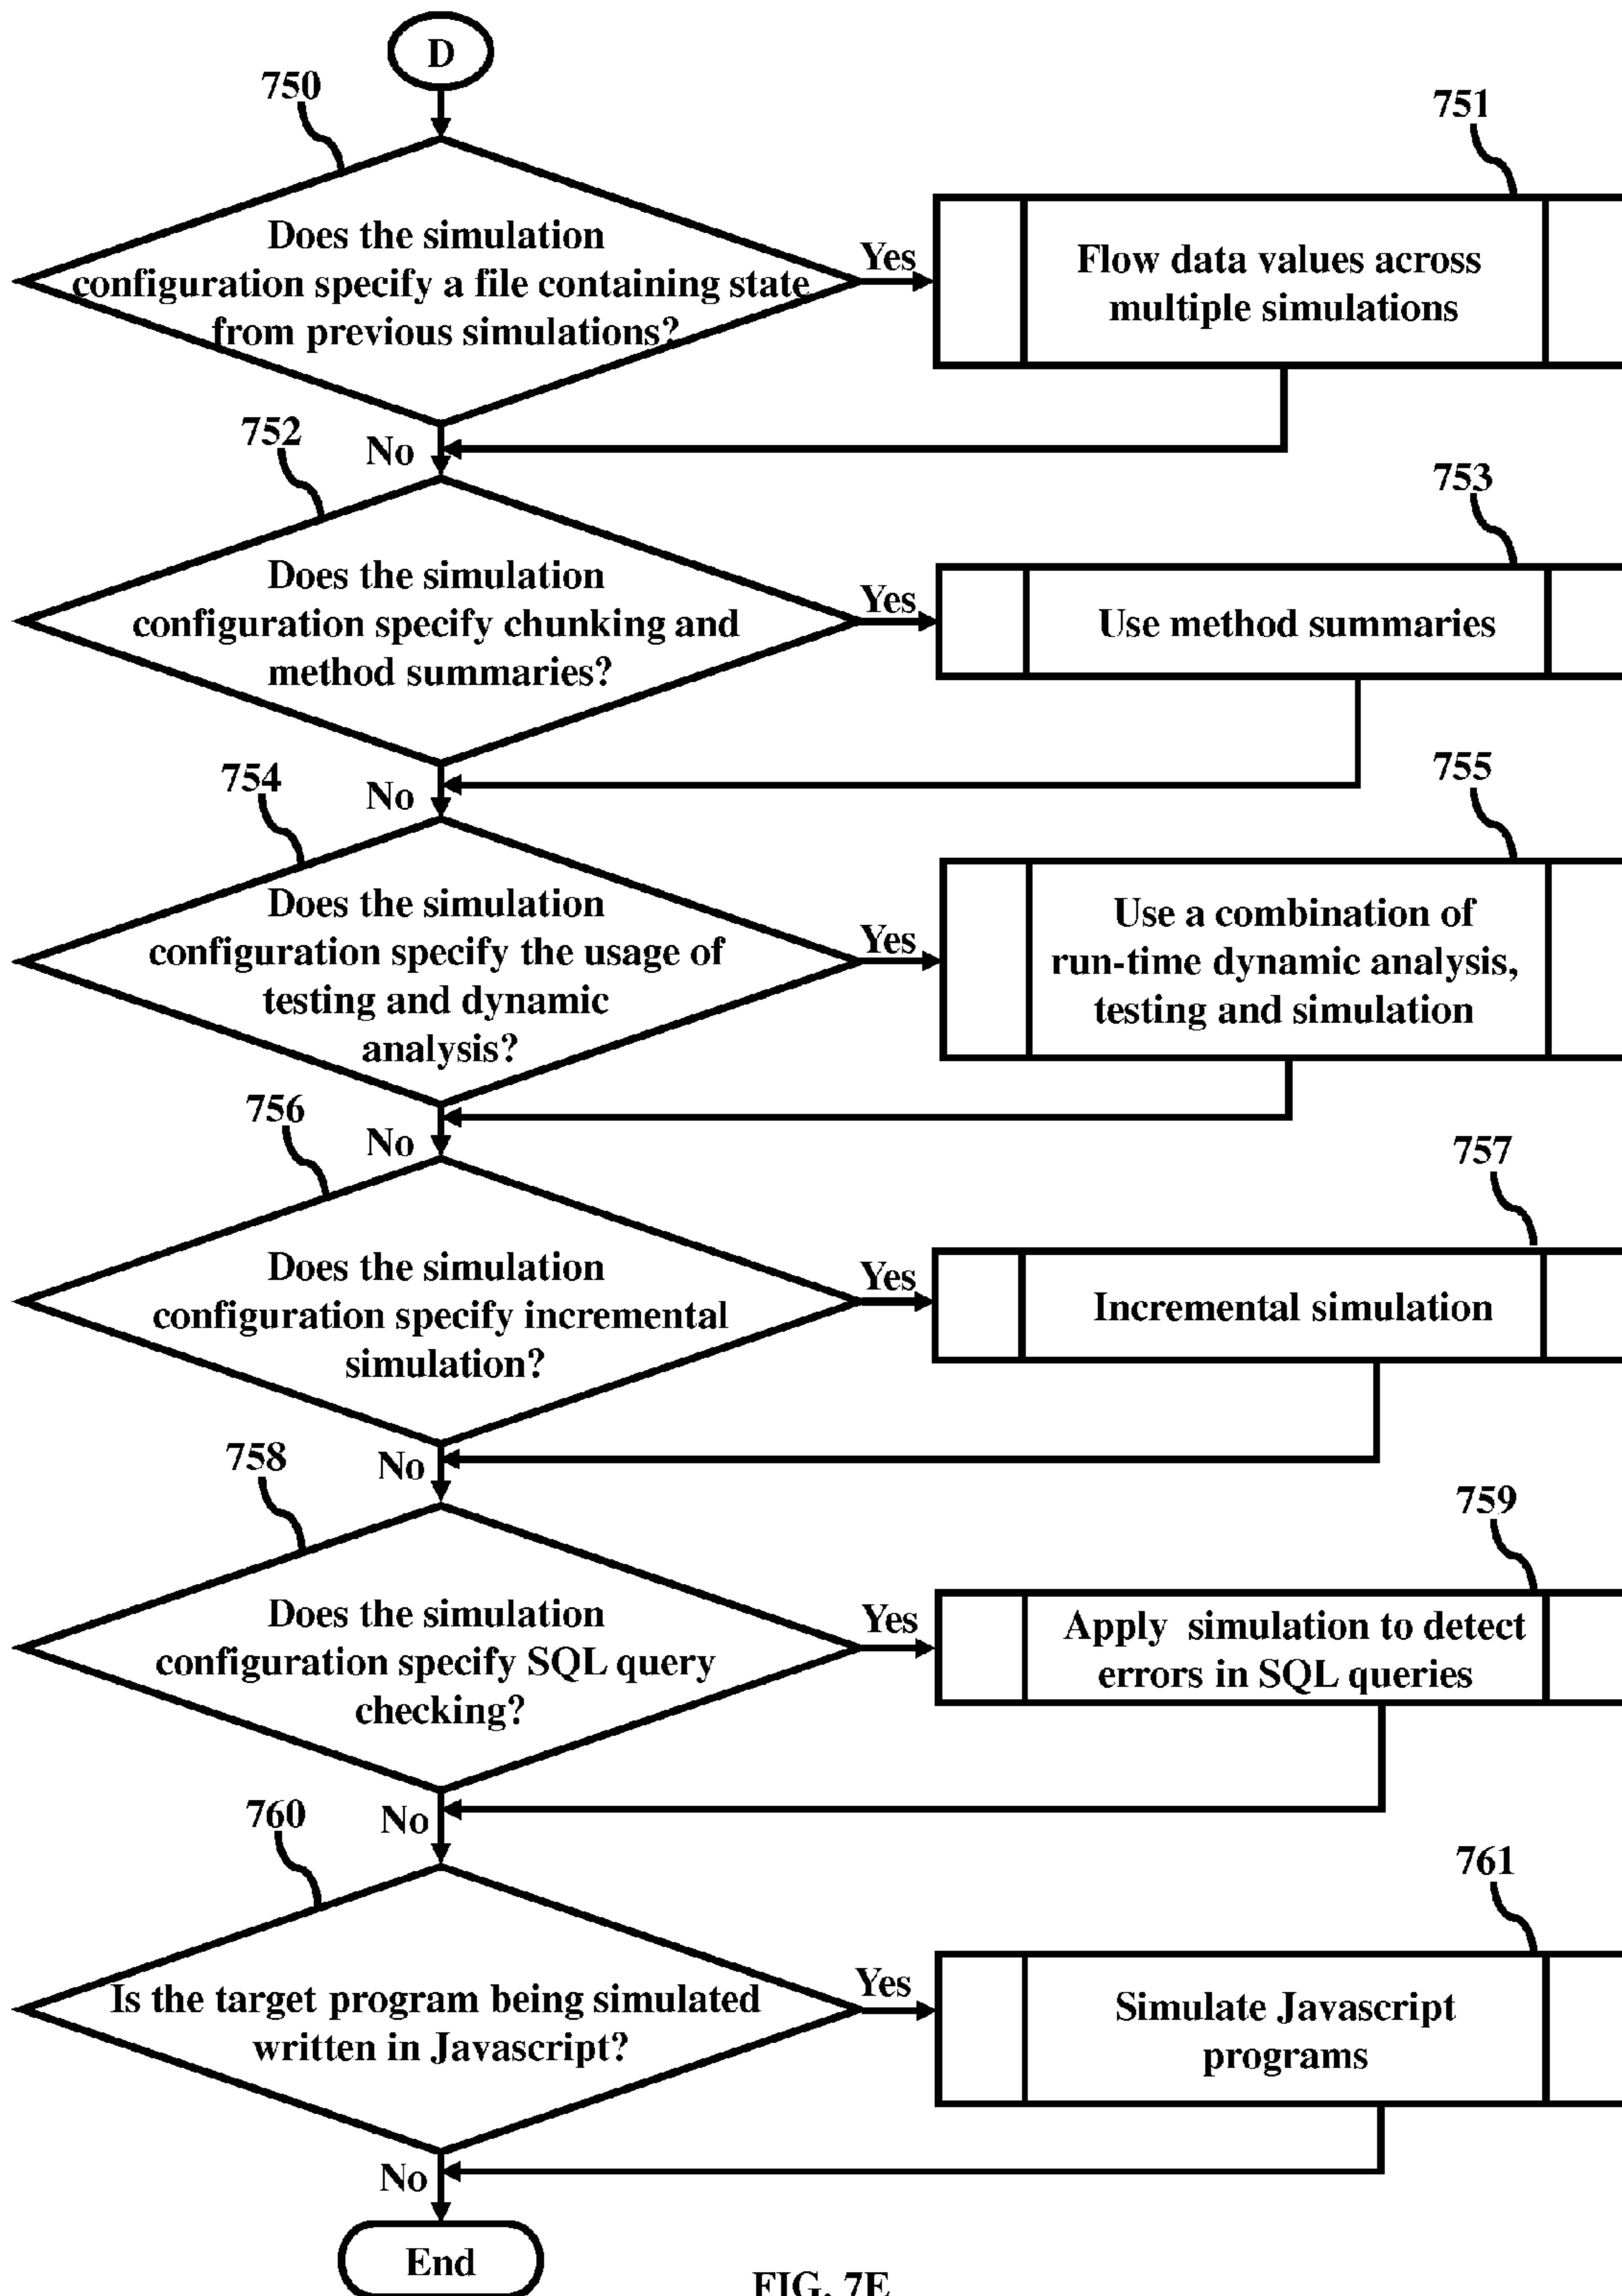 D
750
751
Does the simulation
configuration specify a file containing state
from previous simulations?
Yes
Flow data values across
multiple simulations
No
752
753
Does the simulation
configuration specify chunking and
method summaries?
Yes
Use method summaries
No
754
755
Does the simulation
configuration specify the usage of
testing and dynamic
analysis?
Yes
Use a combination of
run-time dynamic analysis,
testing and simulation
No
756
757
Does the simulation
configuration specify incremental
simulation?
Yes
Incremental simulation
No
758
759
Does the simulation
configuration specify SQL query
checking?
Yes
Apply simulation to detect
errors in SQL queries
No
760
761
Is the target program being simulated
written in Javascript?
Yes
Simulate Javascript
programs
No
End
FIG. 7E